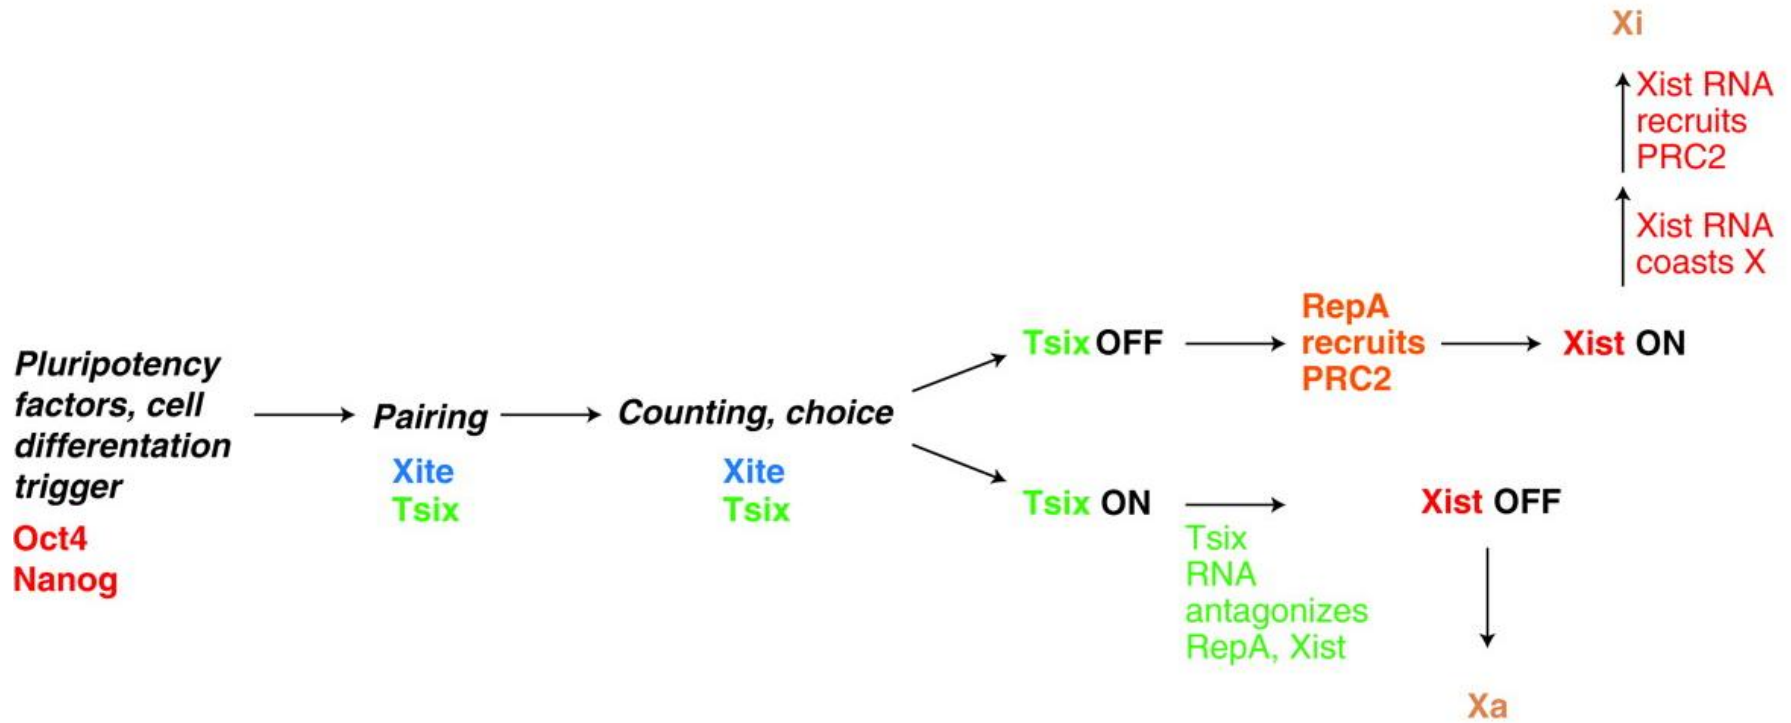 Pluripotency
factors, cell
differentation
trigger
Oct4
Nanog
Pairing
Xite
Tsix
Counting, choice
Xite
Tsix
Tsix OFF
RepA
recruits
PRC2
Xist ON
Xist RNA
coasts X
Xist RNA
recruits
PRC2
Xi
Tsix ON
Tsix
RNA
antagonizes
RepA, Xist
Xist OFF
Xa